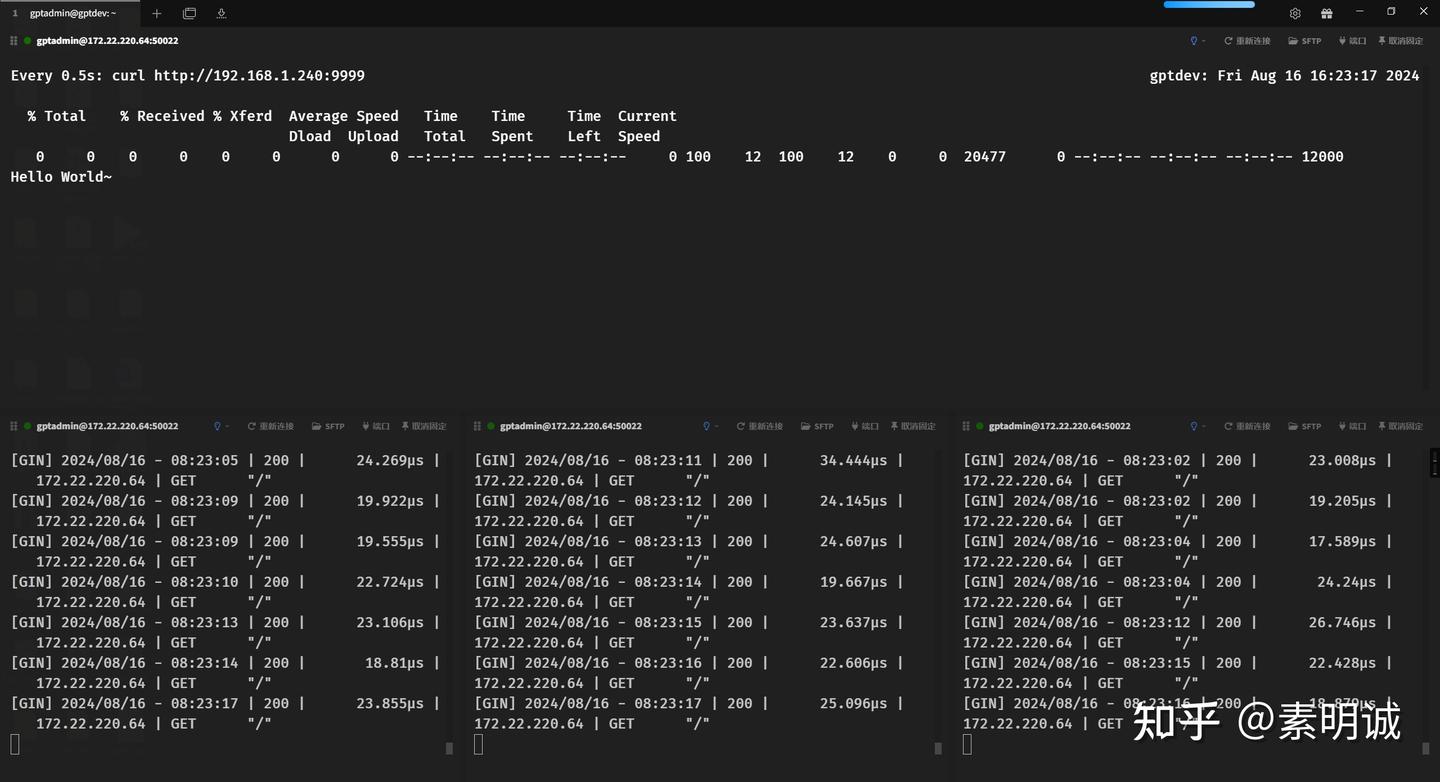 1 gptadmin@gptdev: ~
gptadmin@172.22.220.64:50022 重新连接 SFTP 端口 取消固定
Every 0.5s: curl http://192.168.1.240:9999 gptdev: Fri Aug 16 16:23:17 2024
% Total % Received % Xferd Average Speed Time Time Time Current
Dload Upload Total Spent Left Speed
0 0 0 0 0 0 0 0 --:--:-- --:--:-- --:--:-- 0 100 12 100 12 0 0 20477 0 --:--:-- --:--:-- --:--:-- 12000
Hello World~
gptadmin@172.22.220.64:50022 重新连接 SFTP 端口 取消固定
[GIN] 2024/08/16 - 08:23:05 | 200 | 24.269µs |
172.22.220.64 | GET "/"
[GIN] 2024/08/16 - 08:23:09 | 200 | 19.922µs |
172.22.220.64 | GET "/"
[GIN] 2024/08/16 - 08:23:09 | 200 | 19.555µs |
172.22.220.64 | GET "/"
[GIN] 2024/08/16 - 08:23:10 | 200 | 22.724µs |
172.22.220.64 | GET "/"
[GIN] 2024/08/16 - 08:23:13 | 200 | 23.106µs |
172.22.220.64 | GET "/"
[GIN] 2024/08/16 - 08:23:14 | 200 | 18.81µs |
172.22.220.64 | GET "/"
[GIN] 2024/08/16 - 08:23:17 | 200 | 23.855µs |
172.22.220.64 | GET "/"
gptadmin@172.22.220.64:50022 重新连接 SFTP 端口 取消固定
[GIN] 2024/08/16 - 08:23:11 | 200 | 34.444µs |
172.22.220.64 | GET "/"
[GIN] 2024/08/16 - 08:23:12 | 200 | 24.145µs |
172.22.220.64 | GET "/"
[GIN] 2024/08/16 - 08:23:13 | 200 | 24.607µs |
172.22.220.64 | GET "/"
[GIN] 2024/08/16 - 08:23:14 | 200 | 19.667µs |
172.22.220.64 | GET "/"
[GIN] 2024/08/16 - 08:23:15 | 200 | 23.637µs |
172.22.220.64 | GET "/"
[GIN] 2024/08/16 - 08:23:16 | 200 | 22.606µs |
172.22.220.64 | GET "/"
[GIN] 2024/08/16 - 08:23:17 | 200 | 25.096µs |
172.22.220.64 | GET "/"
gptadmin@172.22.220.64:50022 重新连接 SFTP 端口 取消固定
[GIN] 2024/08/16 - 08:23:02 | 200 | 23.008µs |
172.22.220.64 | GET "/"
[GIN] 2024/08/16 - 08:23:02 | 200 | 19.205µs |
172.22.220.64 | GET "/"
[GIN] 2024/08/16 - 08:23:04 | 200 | 17.589µs |
172.22.220.64 | GET "/"
[GIN] 2024/08/16 - 08:23:04 | 200 | 24.24µs |
172.22.220.64 | GET "/"
[GIN] 2024/08/16 - 08:23:12 | 200 | 26.746µs |
172.22.220.64 | GET "/"
[GIN] 2024/08/16 - 08:23:15 | 200 | 22.428µs |
172.22.220.64 | GET "/"
[GIN] 2024/08/16 - 08:23:16 | 200 | |
172.22.220.64 | GET "/"
知乎 @素明诚